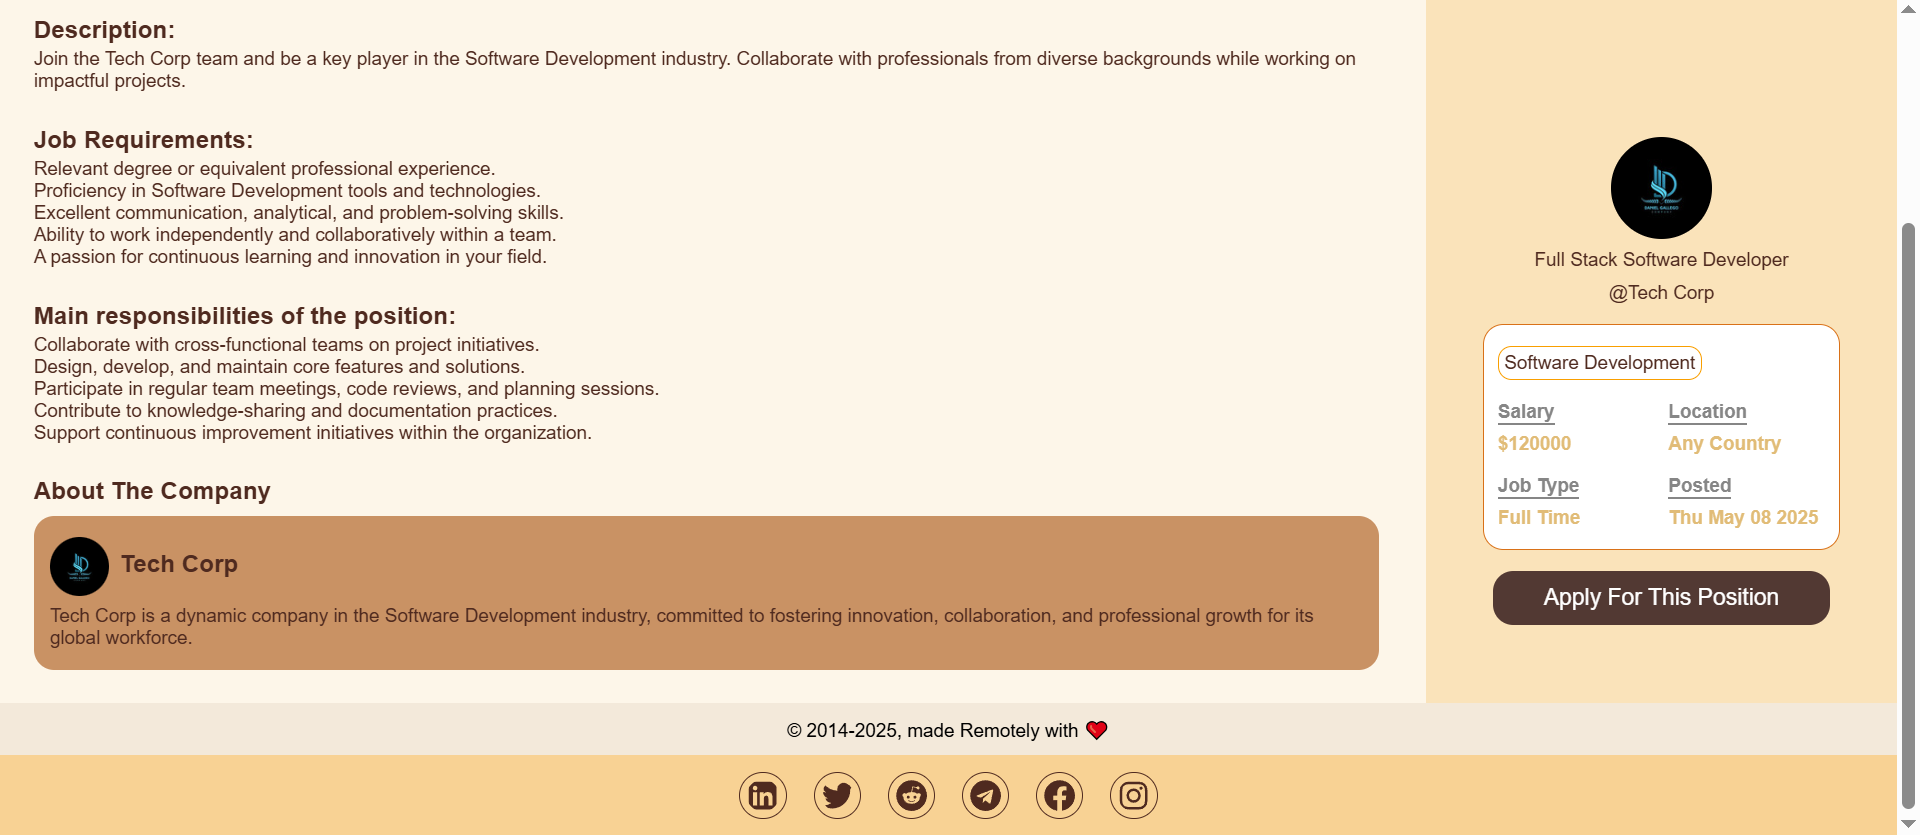 Description:
Join the Tech Corp team and be a key player in the Software Development industry. Collaborate with professionals from diverse backgrounds while working on
impactful projects.
Job Requirements:
Relevant degree or equivalent professional experience.
Proficiency in Software Development tools and technologies.
Excellent communication, analytical, and problem-solving skills.
Ability to work independently and collaboratively within a team.
A passion for continuous learning and innovation in your field.
Main responsibilities of the position:
Collaborate with cross-functional teams on project initiatives.
Design, develop, and maintain core features and solutions.
Participate in regular team meetings, code reviews, and planning sessions.
Contribute to knowledge-sharing and documentation practices.
Support continuous improvement initiatives within the organization.
About The Company
Tech Corp
Tech Corp is a dynamic company in the Software Development industry, committed to fostering innovation, collaboration, and professional growth for its
global workforce.
Full Stack Software Developer
@Tech Corp
Software Development
Salary
Location
$120000
Any Country
Job Type
Posted
Full Time
Thu May 08 2025
Apply For This Position
© 2014-2025, made Remotely with